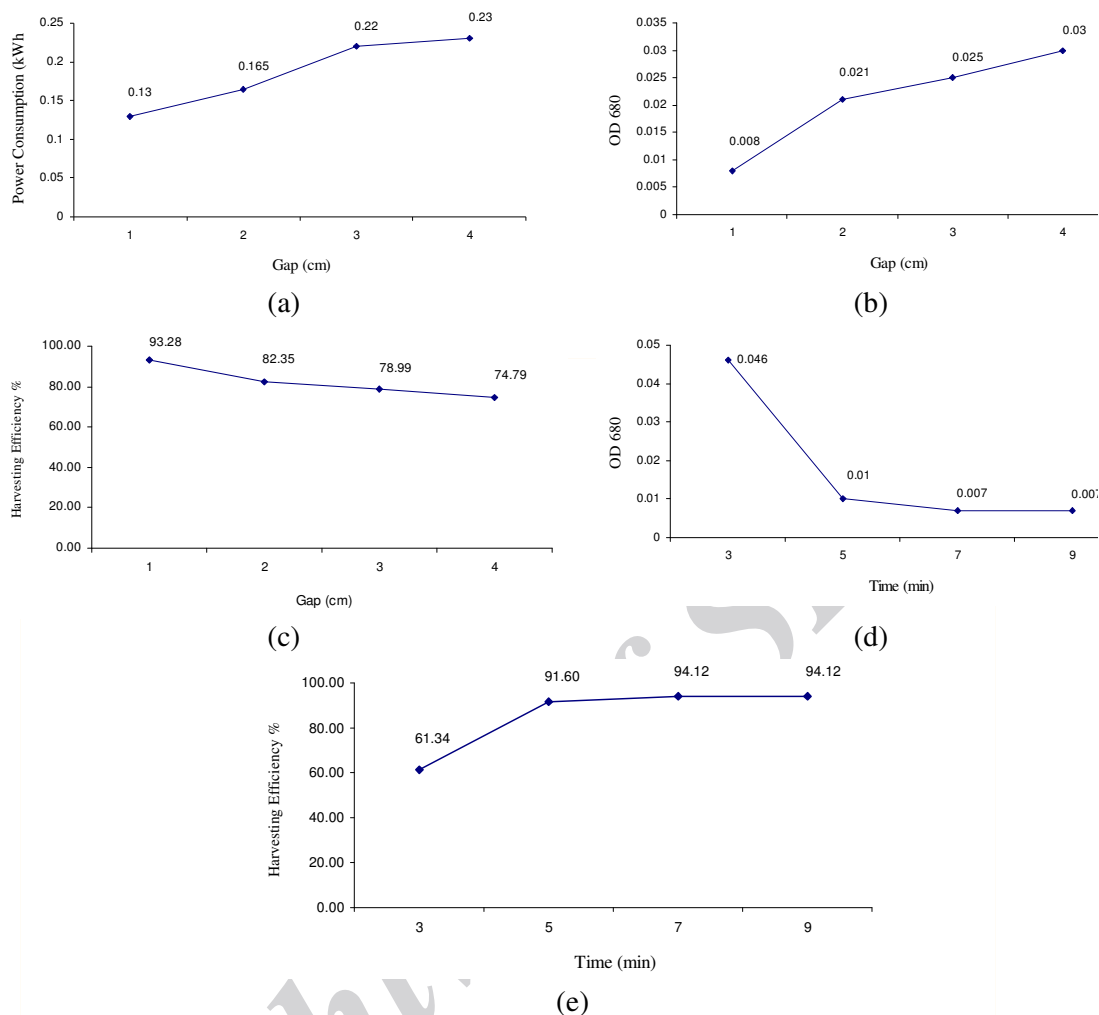 0.25
0.2
0.15
0.1
0.05
0
Power Consumption (kWh
0.13
0.165
0.22
0.23
1 2 3 4
Gap (cm)
(a)
0.035
0.03
0.025
0.02
0.015
0.01
0.005
0
OD 680
0.008
0.021
0.025
0.03
1 2 3 4
Gap (cm)
(b)
100.00
80.00
60.00
40.00
20.00
0.00
Harvesting Efficiency %
93.28
82.35
78.99
74.79
1 2 3 4
Gap (cm)
(c)
0.05
0.04
0.03
0.02
0.01
0
OD 680
0.046
0.01
0.007
0.007
3 5 7 9
Time (min)
(d)
100.00
80.00
60.00
40.00
20.00
0.00
Harvesting Efficiency %
61.34
91.60
94.12
94.12
3 5 7 9
Time (min)
(e)